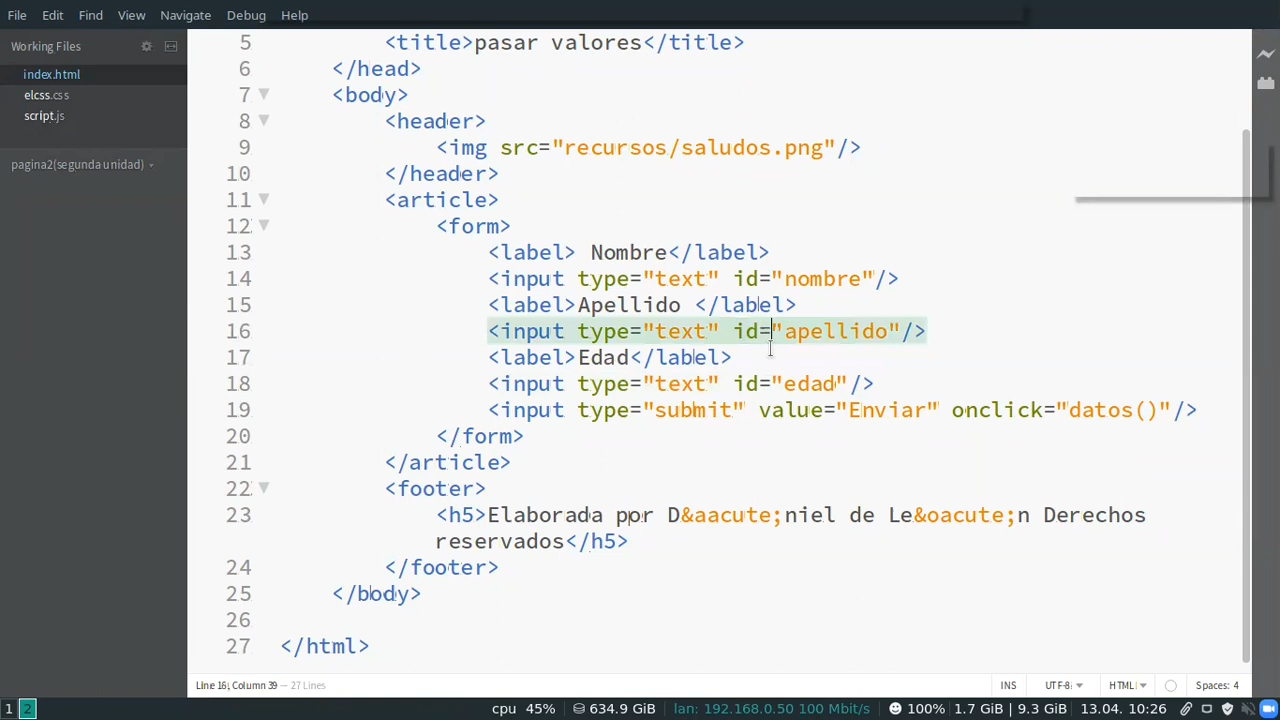 File Edit Find View Navigate Debug Help
Working Files
index.html
elcss.css
script.js
pagina2(segunda unidad)
5 <title>pasar valores</title>
6 </head>
7 <body>
8 <header>
9 <img src="recursos/saludos.png"/>
10 </header>
11 <article>
12 <form>
13 <label> Nombre</label>
14 <input type="text" id="nombre"/>
15 <label>Apellido </label>
16 <input type="text" id="apellido"/>
17 <label>Edad</label>
18 <input type="text" id="edad"/>
19 <input type="submit" value="Enviar" onclick="datos()"/>
20 </form>
21 </article>
22 <footer>
23 <h5>Elaborada por D&aacute;niel de Le&oacute;n Derechos
reservados</h5>
24 </footer>
25 </body>
26
27 </html>
Line 16, Column 39 — 27 Lines INS UTF-8 HTML Spaces: 4
1 2 cpu 45% 634.9 GiB lan: 192.168.0.50 100 Mbit/s 100% 1.7 GiB | 9.3 GiB 13.04. 10:26